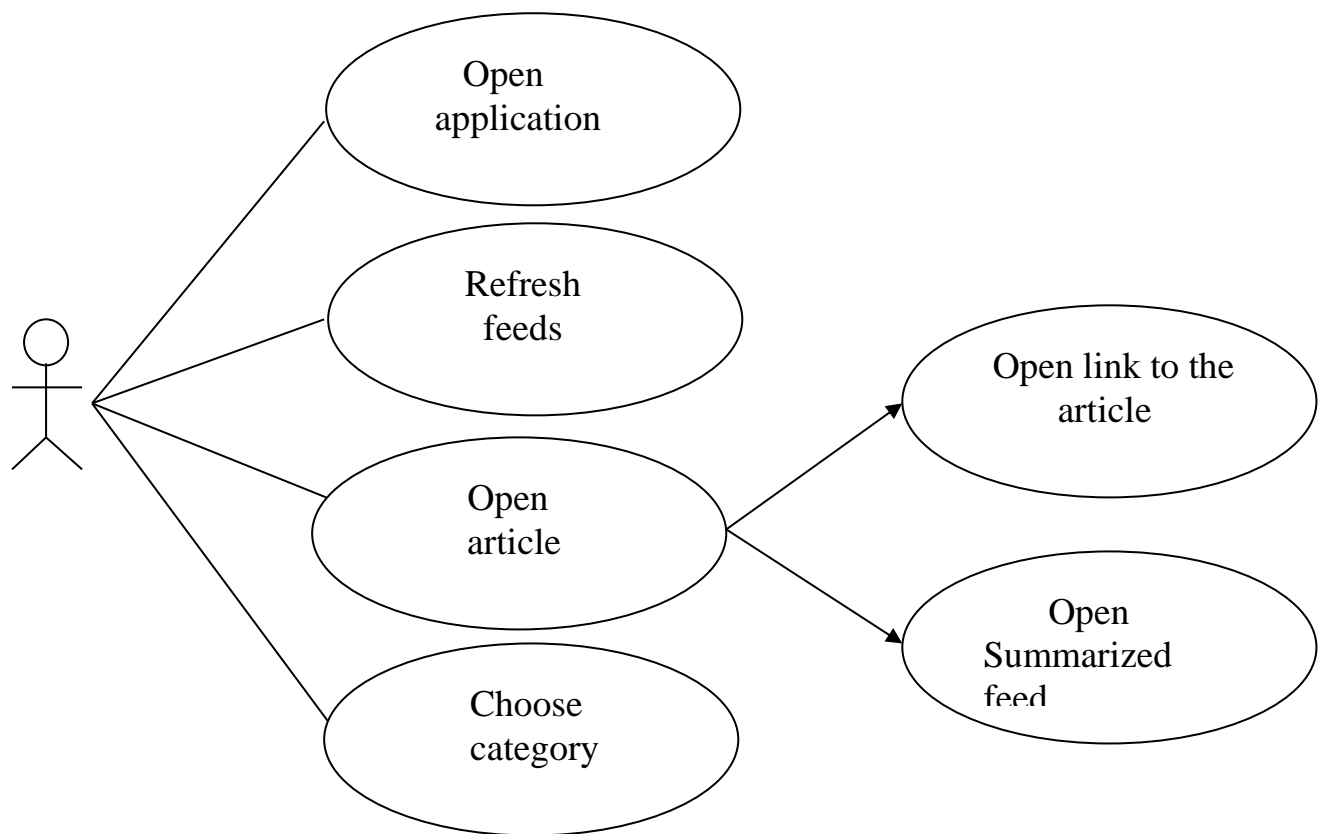 Open
application
Refresh
feeds
Open link to the
article
Open
article
Open
Summarized
feed
Choose
category